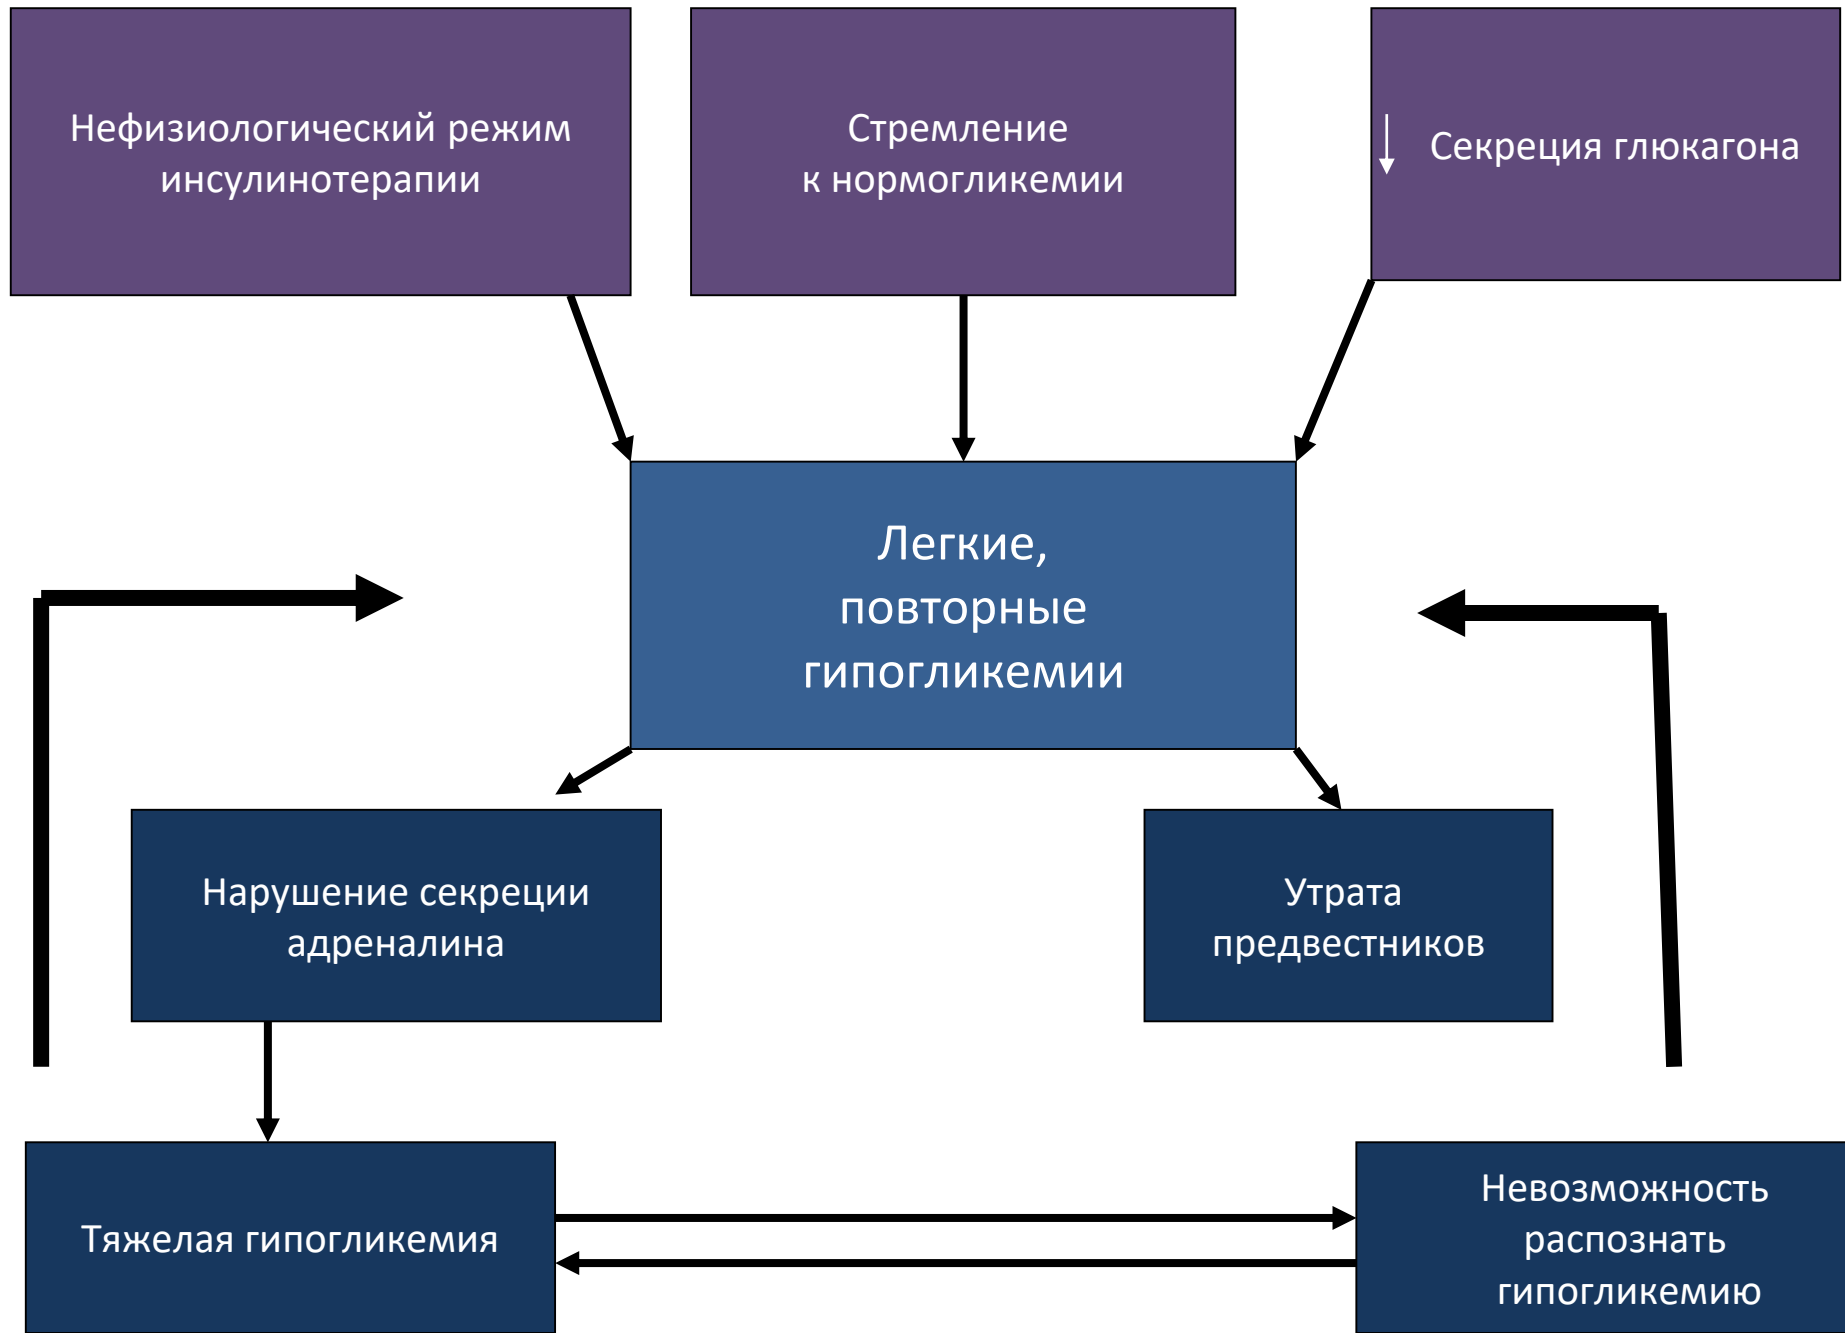 Нефизиологический режим
инсулинотерапии
Стремление
к нормогликемии
↓ Секреция глюкагона
Легкие,
повторные
гипогликемии
Нарушение секреции
адреналина
Утрата
предвестников
Тяжелая гипогликемия
Невозможность
распознать
гипогликемию